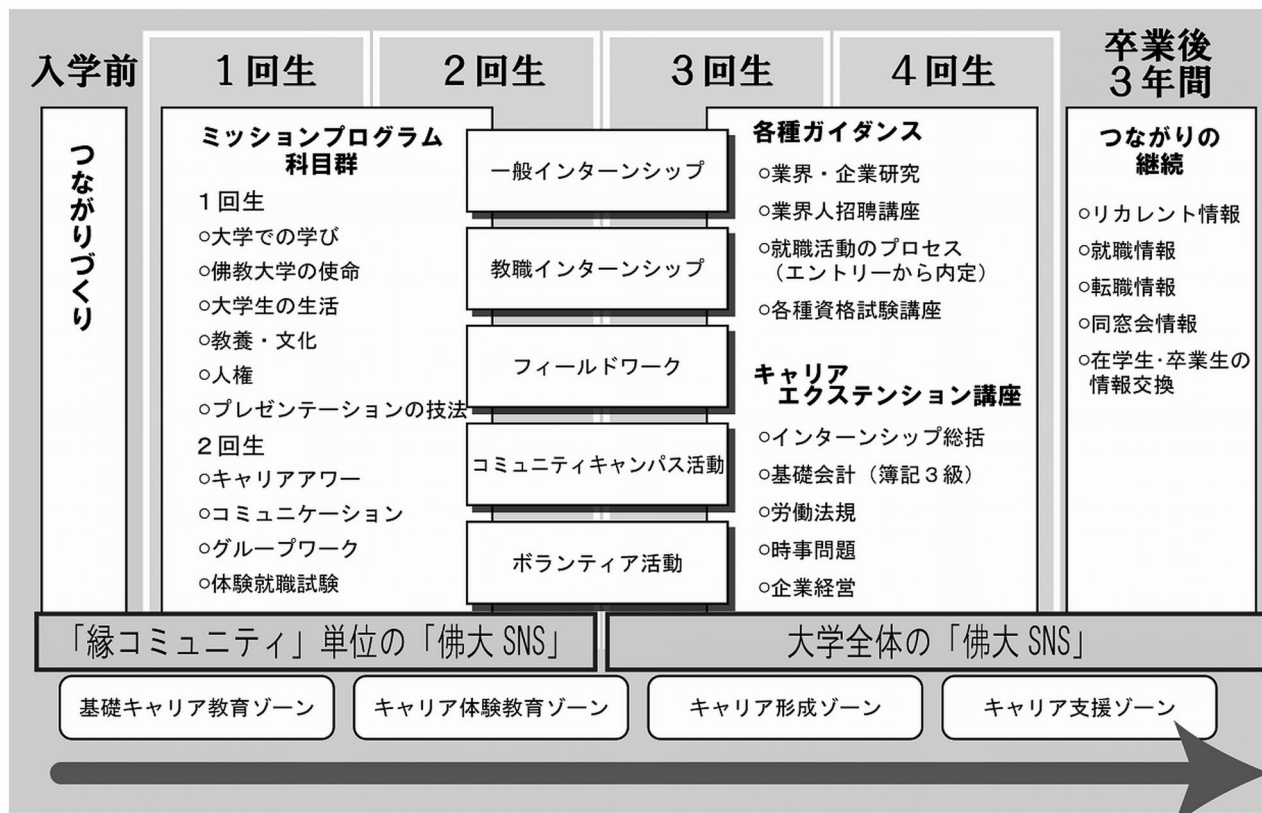 入学前
1回生
2回生
3回生
4回生
卒業後
3年間
つながりづくり
ミッションプログラム
科目群
1回生
○大学での学び
○佛教大学の使命
○大学生の生活
○教養・文化
○人権
○プレゼンテーションの技法
2回生
○キャリアアワー
○コミュニケーション
○グループワーク
○体験就職試験
一般インターンシップ
教職インターンシップ
フィールドワーク
コミュニティキャンパス活動
ボランティア活動
各種ガイダンス
○業界・企業研究
○業界人招聘講座
○就職活動のプロセス
（エントリーから内定）
○各種資格試験講座
キャリア
エクステンション講座
○インターンシップ総括
○基礎会計（簿記3級）
○労働法規
○時事問題
○企業経営
つながりの
継続
○リカレント情報
○就職情報
○転職情報
○同窓会情報
○在学生･卒業生の
情報交換
「縁コミュニティ」単位の「佛大 SNS」
大学全体の「佛大 SNS」
基礎キャリア教育ゾーン
キャリア体験教育ゾーン
キャリア形成ゾーン
キャリア支援ゾーン